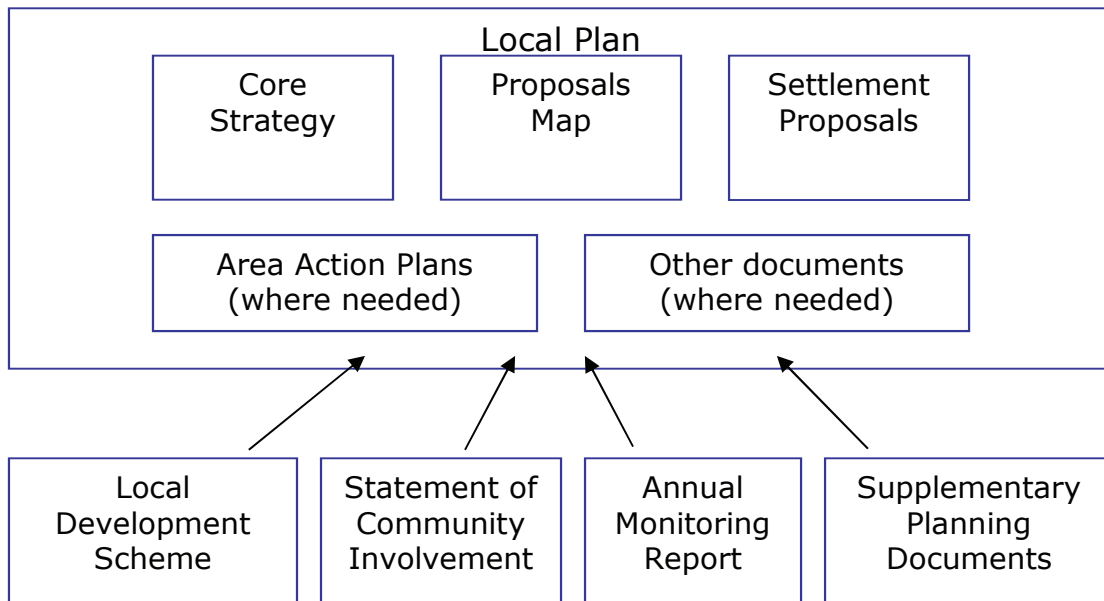 Local Plan
Core
Strategy
Proposals
Map
Settlement
Proposals
Area Action Plans
(where needed)
Other documents
(where needed)
Local
Development
Scheme
Statement of
Community
Involvement
Annual
Monitoring
Report
Supplementary
Planning
Documents